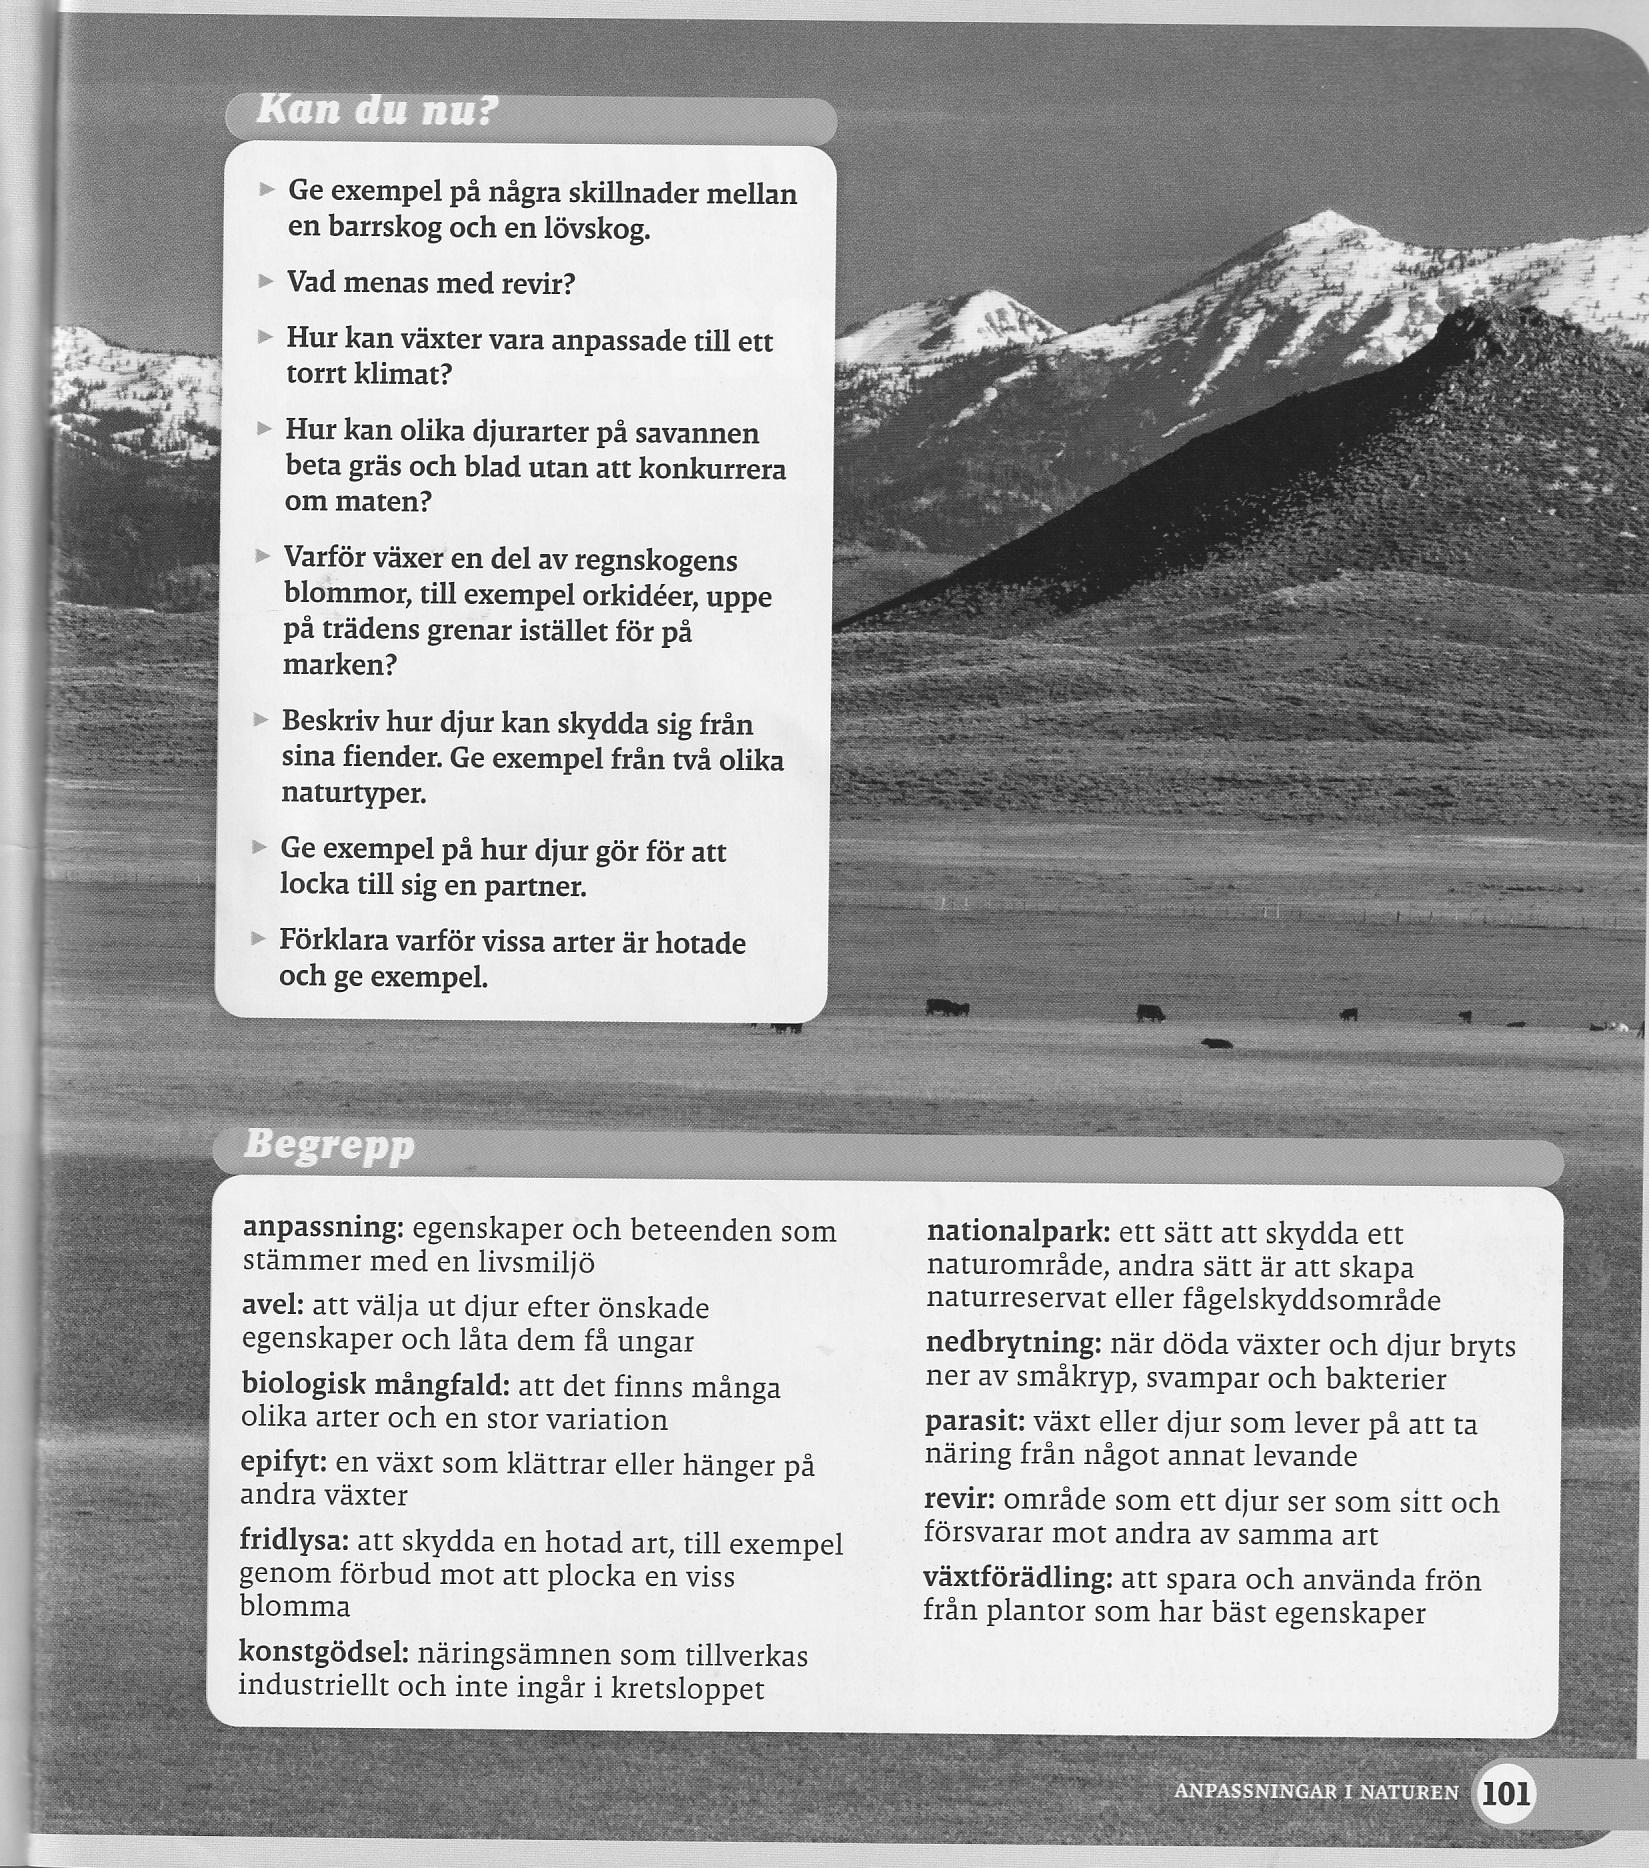 Kan du nu?
▶ Ge exempel på några skillnader mellan
en barrskog och en lövskog.
▶ Vad menas med revir?
▶ Hur kan växter vara anpassade till ett
torrt klimat?
▶ Hur kan olika djurarter på savannen
beta gräs och blad utan att konkurrera
om maten?
▶ Varför växer en del av regnskogens
blommor, till exempel orkidéer, uppe
på trädens grenar istället för på
marken?
▶ Beskriv hur djur kan skydda sig från
sina fiender. Ge exempel från två olika
naturtyper.
▶ Ge exempel på hur djur gör för att
locka till sig en partner.
▶ Förklara varför vissa arter är hotade
och ge exempel.
Begrepp
anpassning: egenskaper och beteenden som
stämmer med en livsmiljö
avel: att välja ut djur efter önskade
egenskaper och låta dem få ungar
biologisk mångfald: att det finns många
olika arter och en stor variation
epifyt: en växt som klättrar eller hänger på
andra växter
fridlysa: att skydda en hotad art, till exempel
genom förbud mot att plocka en viss
blomma
konstgödsel: näringsämnen som tillverkas
industriellt och inte ingår i kretsloppet
nationalpark: ett sätt att skydda ett
naturområde, andra sätt är att skapa
naturreservat eller fågelskyddsområde
nedbrytning: när döda växter och djur bryts
ner av småkryp, svampar och bakterier
parasit: växt eller djur som lever på att ta
näring från något annat levande
revir: område som ett djur ser som sitt och
försvarar mot andra av samma art
växtförädling: att spara och använda frön
från plantor som har bäst egenskaper
ANPASSNINGAR I NATUREN 101